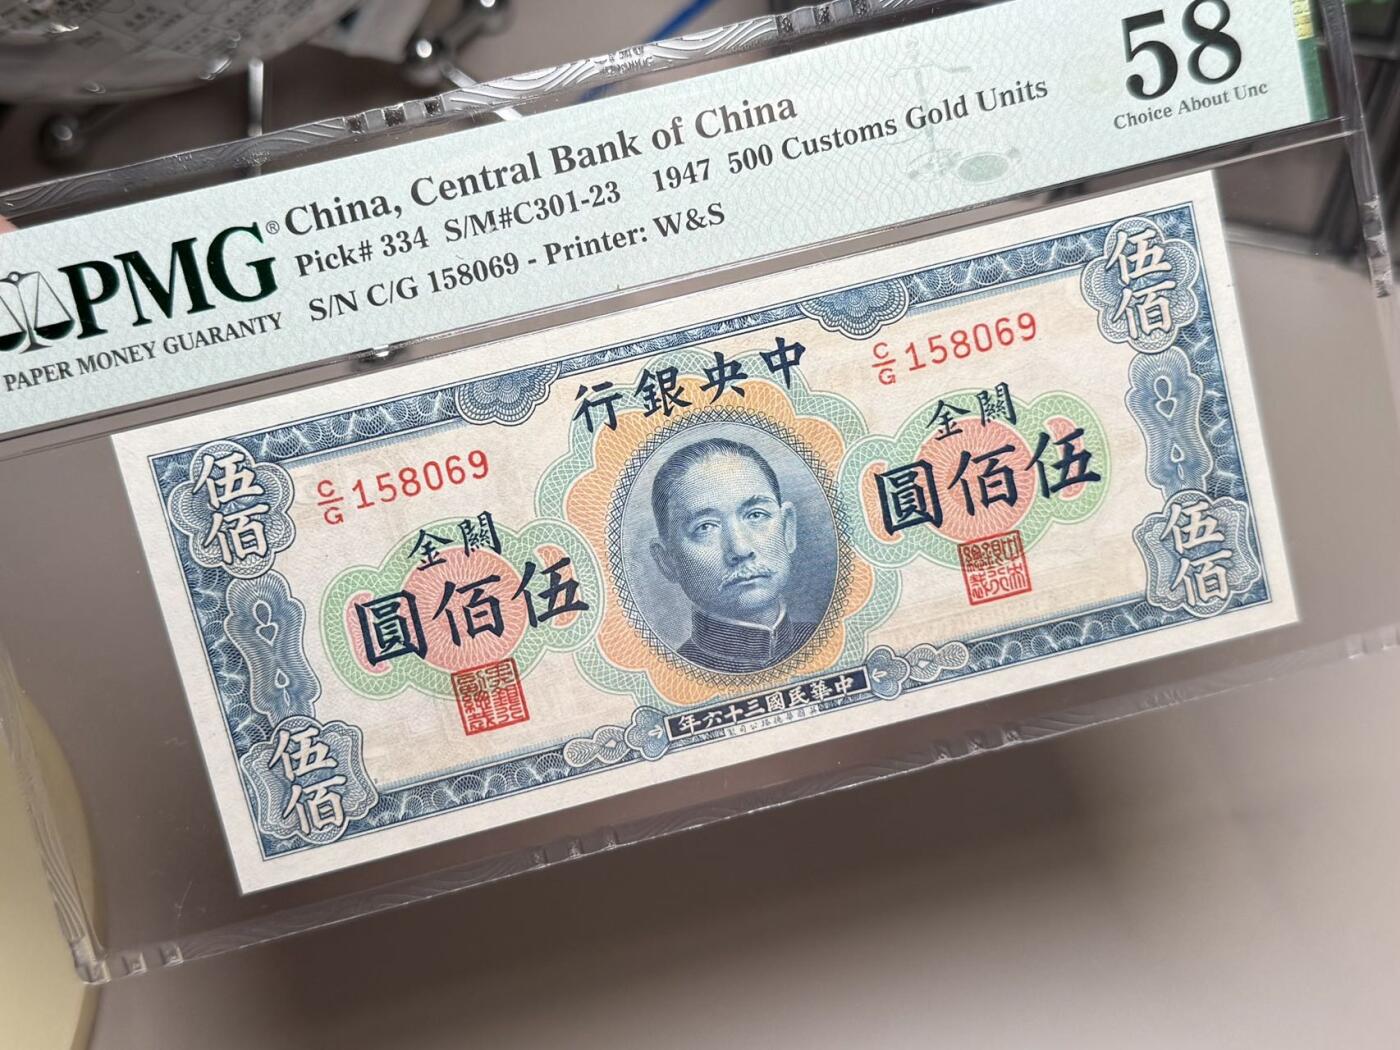 PMG®
PAPER MONEY GUARANTY
China, Central Bank of China
Pick# 334 S/M#C301-23 1947 500 Customs Gold Units
S/N C/G 158069 - Printer: W&S
58
Choice About Unc
行銀央中
C/G 158069
C/G 158069
金關
圓佰伍
金關
圓佰伍
伍佰
伍佰
伍佰
伍佰
年六十三國民華中